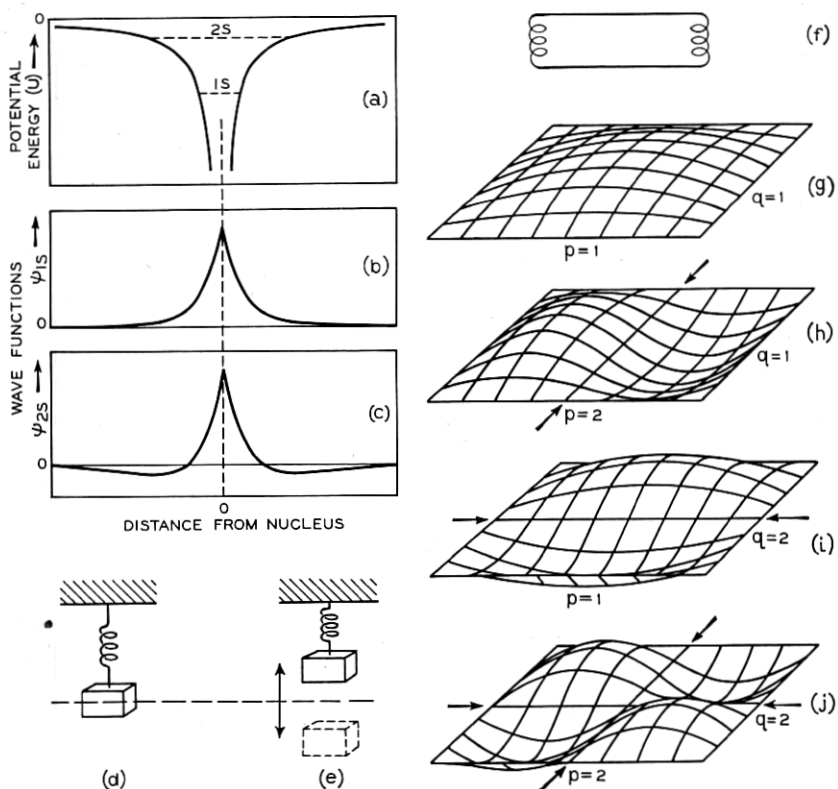 0
2S
1S
POTENTIAL
ENERGY (U)
(a)
ψ1S
0
(b)
WAVE FUNCTIONS
ψ2S
0
(c)
0
DISTANCE FROM NUCLEUS
(d)
(e)
(f)
q=1
p=1
(g)
q=1
p=2
(h)
q=2
p=1
(i)
q=2
p=2
(j)